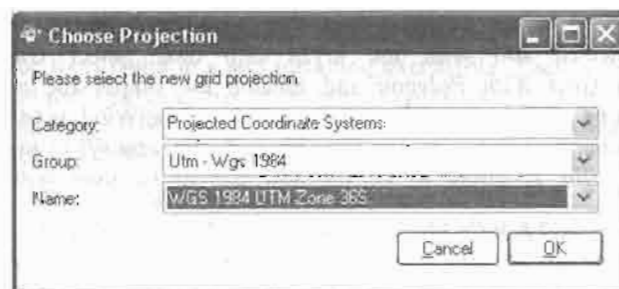 Choose Projection
Please select the new grid projection.
Category: Projected Coordinate Systems
Group: Utm - Wgs 1984
Name: WGS 1984 UTM Zone 36S
Cancel OK